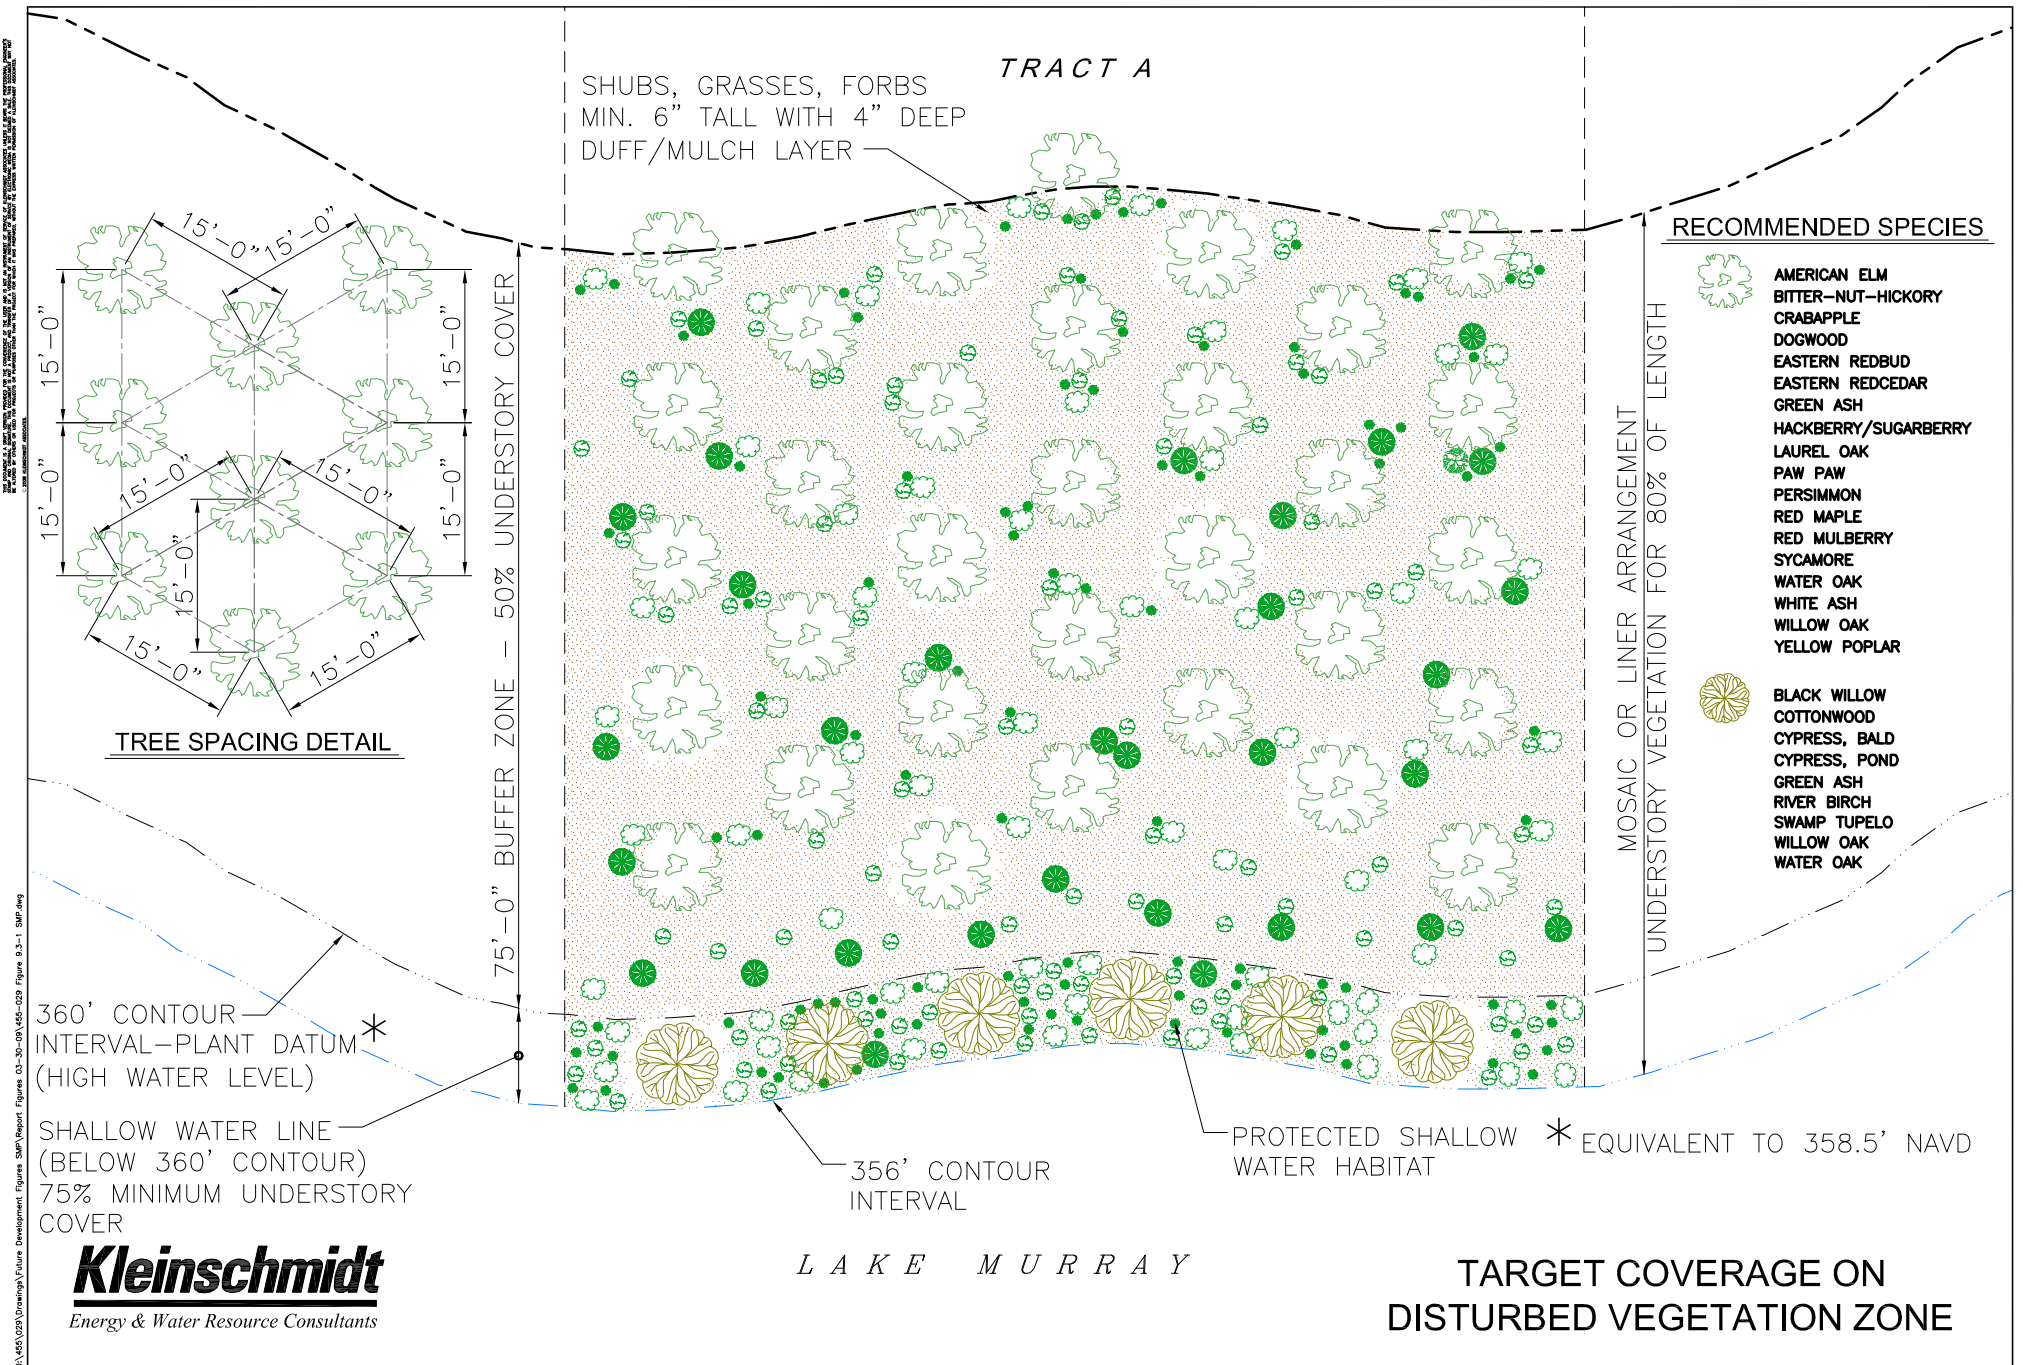 TRACT A
SHUBS, GRASSES, FORBS
MIN. 6" TALL WITH 4" DEEP
DUFF/MULCH LAYER
15'-0"
15'-0"
15'-0"
15'-0"
15'-0"
15'-0"
15'-0"
15'-0"
15'-0"
15'-0"
15'-0"
TREE SPACING DETAIL
75'-0" BUFFER ZONE - 50% UNDERSTORY COVER
MOSAIC OR LINER ARRANGEMENT
UNDERSTORY VEGETATION FOR 80% OF LENGTH
RECOMMENDED SPECIES
AMERICAN ELM
BITTER-NUT-HICKORY
CRABAPPLE
DOGWOOD
EASTERN REDBUD
EASTERN REDCEDAR
GREEN ASH
HACKBERRY/SUGARBERRY
LAUREL OAK
PAW PAW
PERSIMMON
RED MAPLE
RED MULBERRY
SYCAMORE
WATER OAK
WHITE ASH
WILLOW OAK
YELLOW POPLAR
BLACK WILLOW
COTTONWOOD
CYPRESS, BALD
CYPRESS, POND
GREEN ASH
RIVER BIRCH
SWAMP TUPELO
WILLOW OAK
WATER OAK
360' CONTOUR
INTERVAL-PLANT DATUM *
(HIGH WATER LEVEL)
SHALLOW WATER LINE
(BELOW 360' CONTOUR)
75% MINIMUM UNDERSTORY
COVER
356' CONTOUR
INTERVAL
PROTECTED SHALLOW
WATER HABITAT
* EQUIVALENT TO 358.5' NAVD
LAKE MURRAY
Kleinschmidt
Energy & Water Resource Consultants
TARGET COVERAGE ON
DISTURBED VEGETATION ZONE